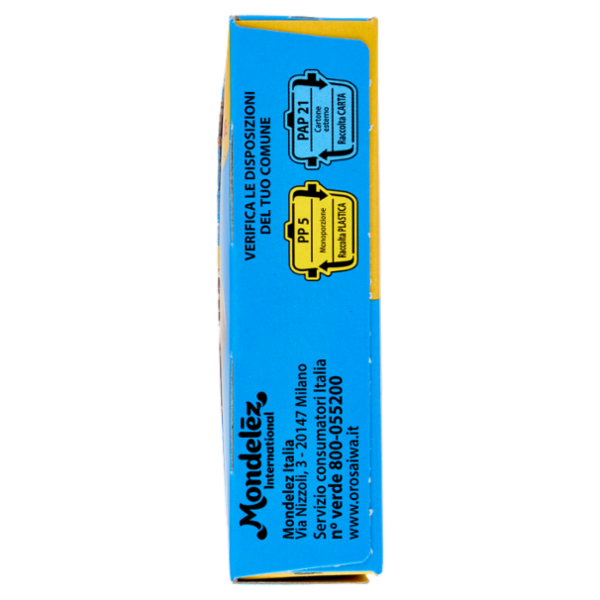 Mondelēz
International
Mondelez Italia
Via Nizzoli, 3 - 20147 Milano
Servizio consumatori Italia
n° verde 800-055200
www.orosaiwa.it
VERIFICA LE DISPOSIZIONI
DEL TUO COMUNE
PP 5
Monoporzione
Raccolta PLASTICA
PAP 21
Cartone
esterno
Raccolta CARTA